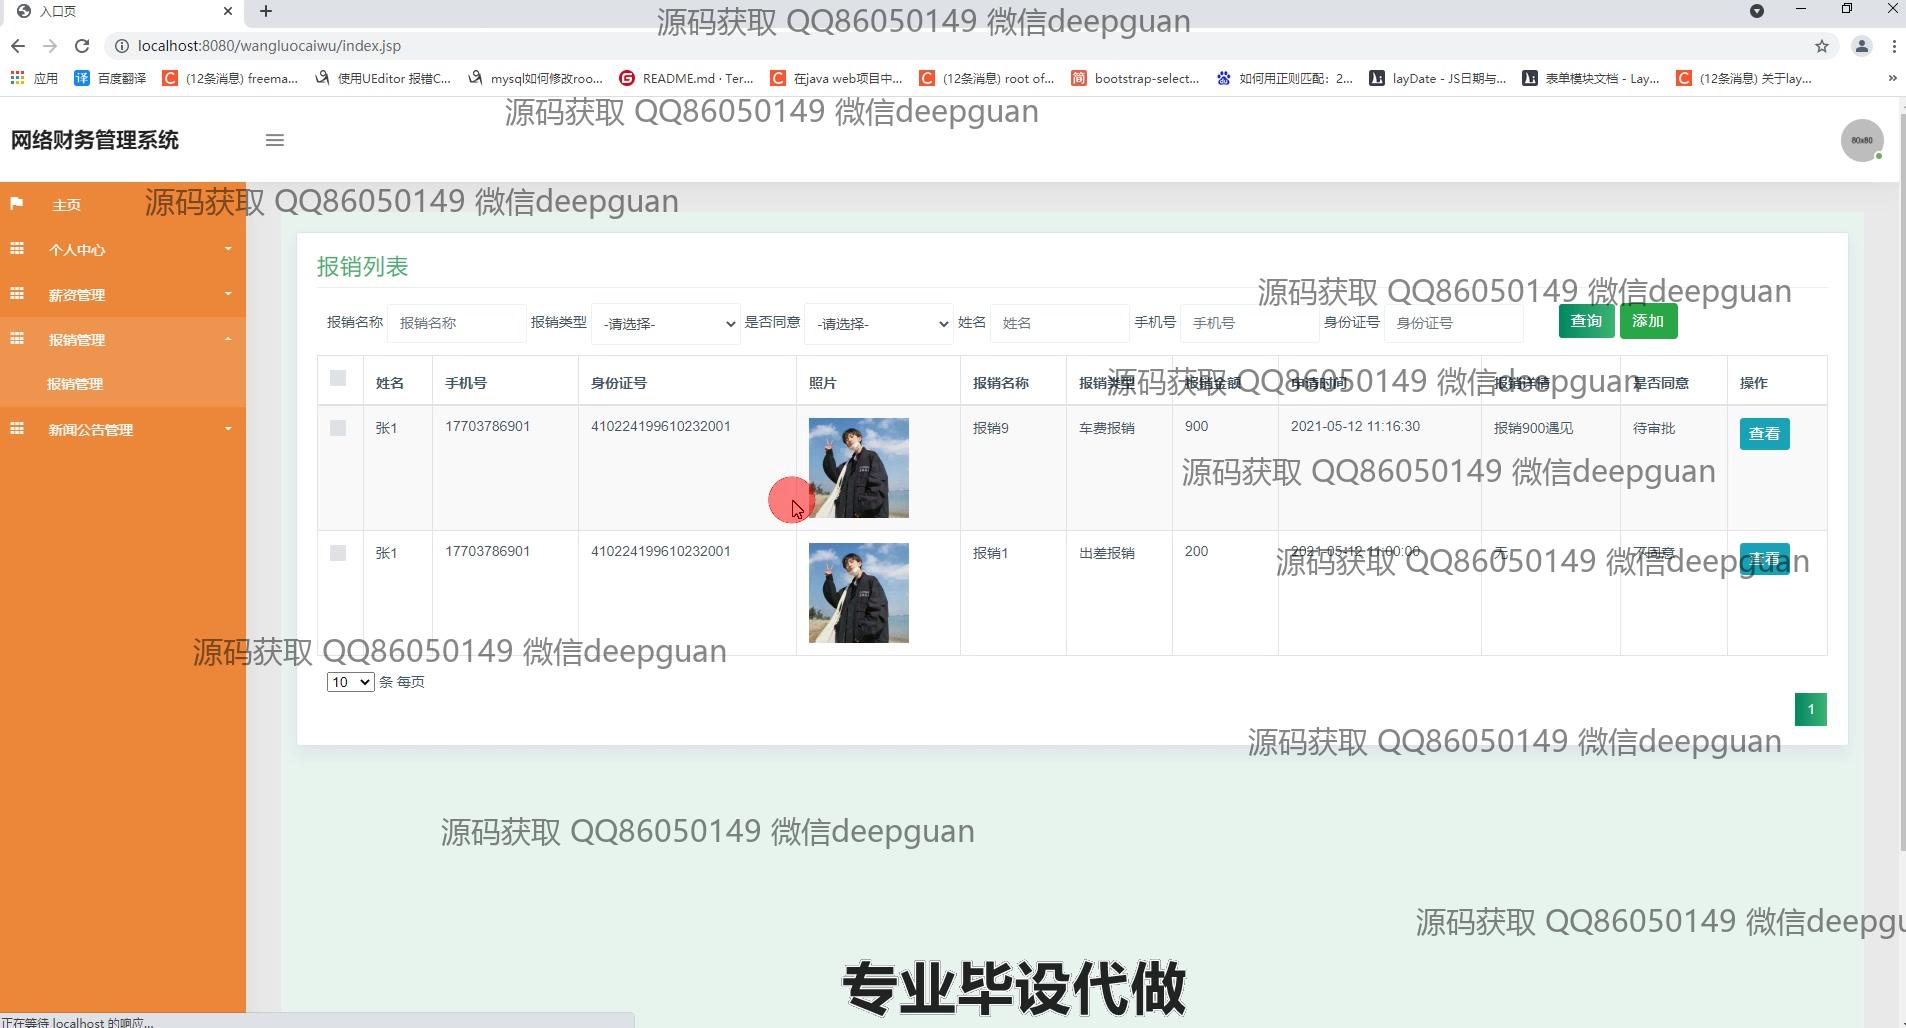 入口页
源码获取 QQ86050149 微信deepguan
localhost:8080/wangluocaiwu/index.jsp
应用 百度翻译 (12条消息) freema... 使用UEditor 报错C... mysql如何修改roo... README.md · Ter... 在java web项目中... (12条消息) root of... bootstrap-select... 如何用正则匹配：2... layDate - JS日期与... 表单模块文档 - Lay... (12条消息) 关于lay... »
源码获取 QQ86050149 微信deepguan
网络财务管理系统
80x80
主页
源码获取 QQ86050149 微信deepguan
个人中心
薪资管理
报销管理
报销管理
新闻公告管理
报销列表
源码获取 QQ86050149 微信deepguan
报销名称 报销名称 报销类型 -请选择- 是否同意 -请选择- 姓名 姓名 手机号 手机号 身份证号 身份证号 查询 添加
姓名 手机号 身份证号 照片 报销名称 报销类型 报销金额 申请时间 报销详情 是否同意 操作
源码获取 QQ86050149 微信deepguan
张1 17703786901 410224199610232001 报销9 车费报销 900 2021-05-12 11:16:30 报销900遇见 待审批 查看
源码获取 QQ86050149 微信deepguan
张1 17703786901 410224199610232001 报销1 出差报销 200 2021-05-12 11:00:00 无 不同意 查看
源码获取 QQ86050149 微信deepguan
源码获取 QQ86050149 微信deepguan
10 条 每页
1
源码获取 QQ86050149 微信deepguan
源码获取 QQ86050149 微信deepguan
源码获取 QQ86050149 微信deepgu
专业毕设代做
正在等待 localhost 的响应...